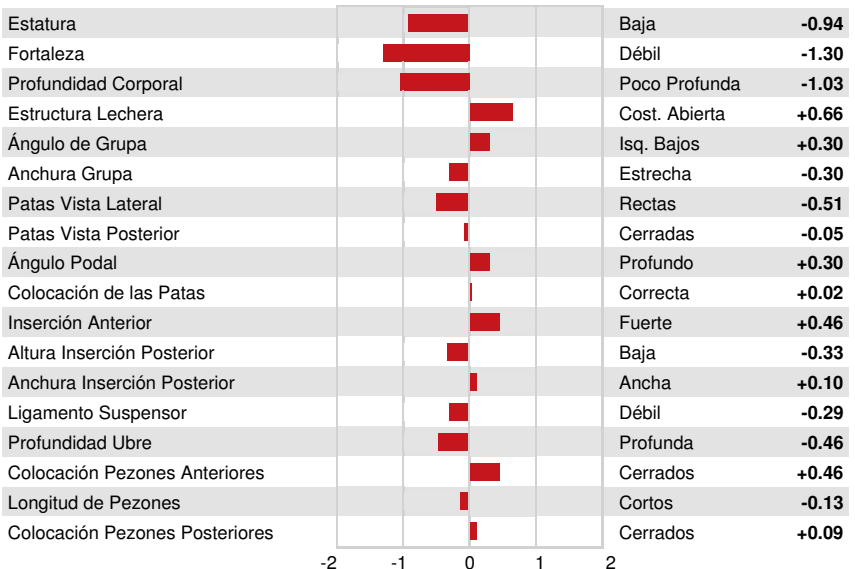 Estatura Baja -0.94
Fortaleza Débil -1.30
Profundidad Corporal Poco Profunda -1.03
Estructura Lechera Cost. Abierta +0.66
Ángulo de Grupa Isq. Bajos +0.30
Anchura Grupa Estrecha -0.30
Patas Vista Lateral Rectas -0.51
Patas Vista Posterior Cerradas -0.05
Ángulo Podal Profundo +0.30
Colocación de las Patas Correcta +0.02
Inserción Anterior Fuerte +0.46
Altura Inserción Posterior Baja -0.33
Anchura Inserción Posterior Ancha +0.10
Ligamento Suspensor Débil -0.29
Profundidad Ubre Profunda -0.46
Colocación Pezones Anteriores Cerrados +0.46
Longitud de Pezones Cortos -0.13
Colocación Pezones Posteriores Cerrados +0.09
-2 -1 0 1 2